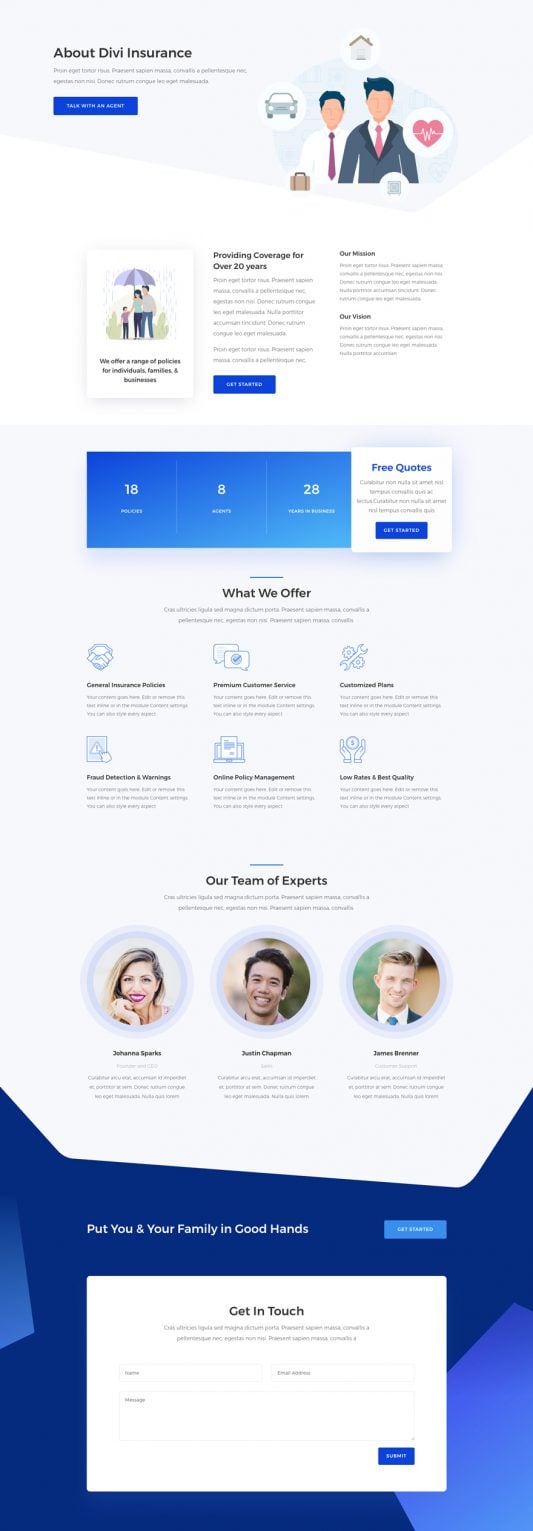 About Divi Insurance
Proin eget tortor risus. Praesent sapien massa, convallis a pellentesque nec,
egestas non nisi. Donec rutrum congue leo eget malesuada.
TALK WITH AN AGENT
We offer a range of policies
for individuals, families, &
businesses
Providing Coverage for
Over 20 years
Proin eget tortor risus. Praesent sapien
massa, convallis a pellentesque nec,
egestas non nisi. Donec rutrum congue
leo eget malesuada. Nulla porttitor
accumsan tincidunt. Donec rutrum
congue leo eget malesuada.
Proin eget tortor risus. Praesent sapien
massa, convallis a pellentesque nec,
GET STARTED
Our Mission
Proin eget tortor risus. Praesent sapien massa,
convallis a pellentesque nec, egestas non nisi.
Donec rutrum congue leo eget malesuada.
Nulla porttitor accumsan tincidunt. Donec
rutrum congue leo eget malesuada.
Our Vision
Proin eget tortor risus. Praesent sapien massa,
convallis a pellentesque nec, egestas non nisi.
Donec rutrum congue leo eget malesuada.
Nulla porttitor accumsan
18
POLICIES
8
AGENTS
28
YEARS IN BUSINESS
Free Quotes
Curabitur non nulla sit amet nisl
tempus convallis quis ac
lectus.Curabitur non nulla sit amet
nisl tempus convallis quis
GET STARTED
What We Offer
Cras ultricies ligula sed magna dictum porta. Praesent sapien massa, convallis a
pellentesque nec, egestas non nisi. Praesent sapien massa, convallis
General Insurance Policies
Your content goes here. Edit or remove this
text inline or in the module Content settings.
You can also style every aspect
Premium Customer Service
Your content goes here. Edit or remove this
text inline or in the module Content settings.
You can also style every aspect
Customized Plans
Your content goes here. Edit or remove this
text inline or in the module Content settings.
You can also style every aspect
Fraud Detection & Warnings
Your content goes here. Edit or remove this
text inline or in the module Content settings.
You can also style every aspect
Online Policy Management
Your content goes here. Edit or remove this
text inline or in the module Content settings.
You can also style every aspect
Low Rates & Best Quality
Your content goes here. Edit or remove this
text inline or in the module Content settings.
You can also style every aspect
Our Team of Experts
Cras ultricies ligula sed magna dictum porta. Praesent sapien massa, convallis a
pellentesque nec, egestas non nisi. Praesent sapien massa, convallis
Johanna Sparks
Founder and CEO
Curabitur arcu erat, accumsan id imperdiet
et, porttitor at sem. Donec rutrum congue
leo eget malesuada. Nulla quis lorem
Justin Chapman
Sales
Curabitur arcu erat, accumsan id imperdiet
et, porttitor at sem. Donec rutrum congue
leo eget malesuada. Nulla quis lorem
James Brenner
Customer Support
Curabitur arcu erat, accumsan id imperdiet
et, porttitor at sem. Donec rutrum congue
leo eget malesuada. Nulla quis lorem
Put You & Your Family in Good Hands
GET STARTED
Get In Touch
Cras ultricies ligula sed magna dictum porta. Praesent sapien massa, convallis a
pellentesque nec, egestas non nisi. Praesent sapien massa, convallis a
Name
Email Address
Message
SUBMIT